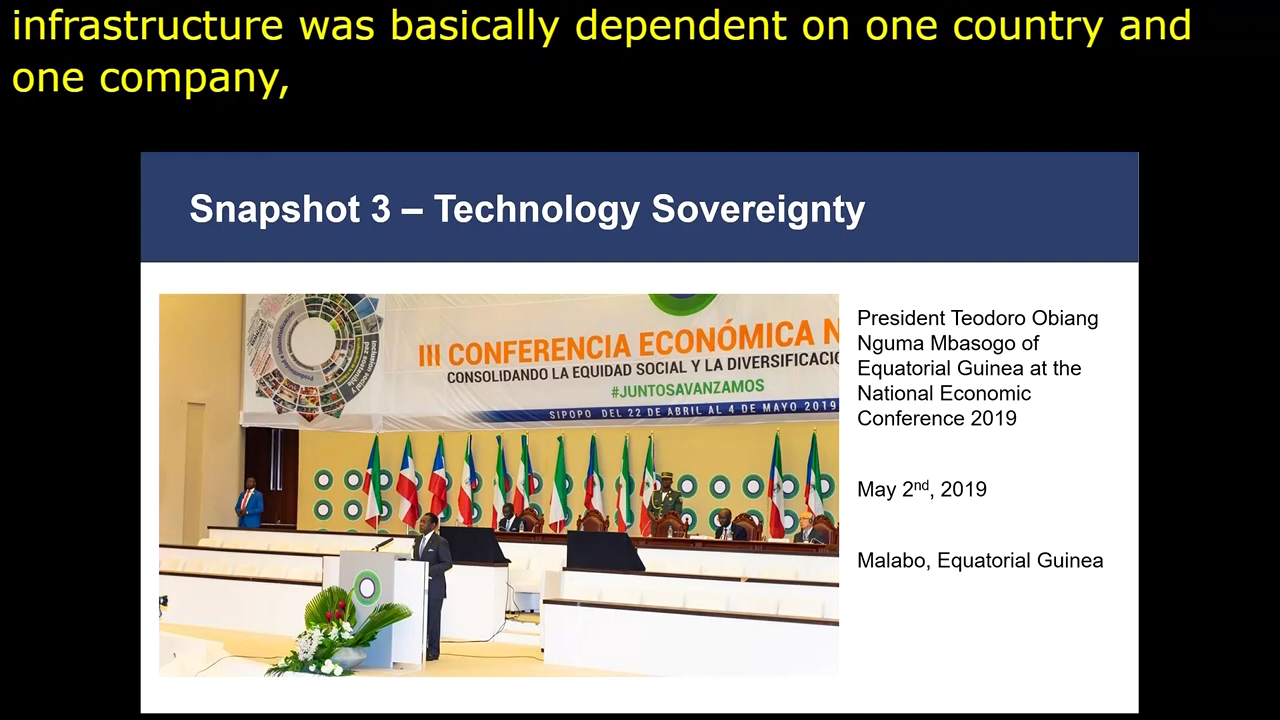 infrastructure was basically dependent on one country and
one company,
Snapshot 3 – Technology Sovereignty
III CONFERENCIA ECONÓMICA N
CONSOLIDANDO LA EQUIDAD SOCIAL Y LA DIVERSIFICACIÓ
#JUNTOSAVANZAMOS
SIPOPO DEL 22 DE ABRIL AL 4 DE MAYO 2019
President Teodoro Obiang
Nguma Mbasogo of
Equatorial Guinea at the
National Economic
Conference 2019
May 2nd, 2019
Malabo, Equatorial Guinea